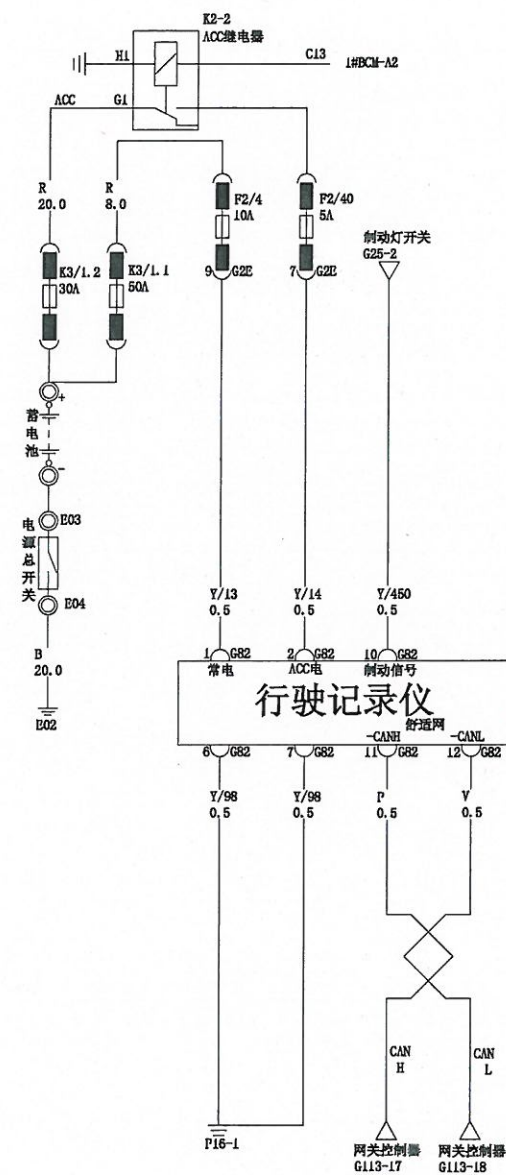 K2-2
ACC继电器
H1
C13
1#BCM-A2
ACC
G1
R
20.0
R
8.0
F2/4
10A
F2/40
5A
制动灯开关
G25-2
K3/1.2
30A
K3/1.1
50A
9
G2E
7
G2E
+
蓄电池
-
电源总开关
E03
E04
B
20.0
E02
Y/13
0.5
Y/14
0.5
Y/450
0.5
1
G82
2
G82
10
G82
常电
ACC电
制动信号
行驶记录仪
舒适网
-CANH
-CANL
6
G82
7
G82
11
G82
12
G82
Y/98
0.5
Y/98
0.5
P
0.5
V
0.5
CAN
H
CAN
L
P16-1
网关控制器
G113-17
网关控制器
G113-18